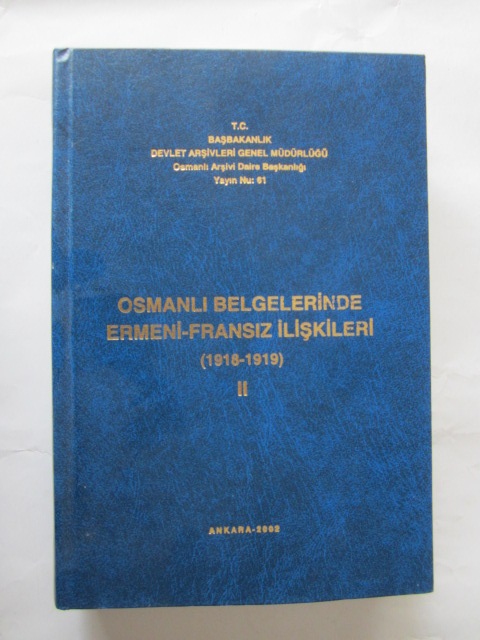 T.C.
BAŞBAKANLIK
DEVLET ARŞİVLERİ GENEL MÜDÜRLÜĞÜ
Osmanlı Arşivi Daire Başkanlığı
Yayın Nu: 61
OSMANLI BELGELERİNDE
ERMENİ-FRANSIZ İLİŞKİLERİ
(1918-1919)
II
ANKARA-2002